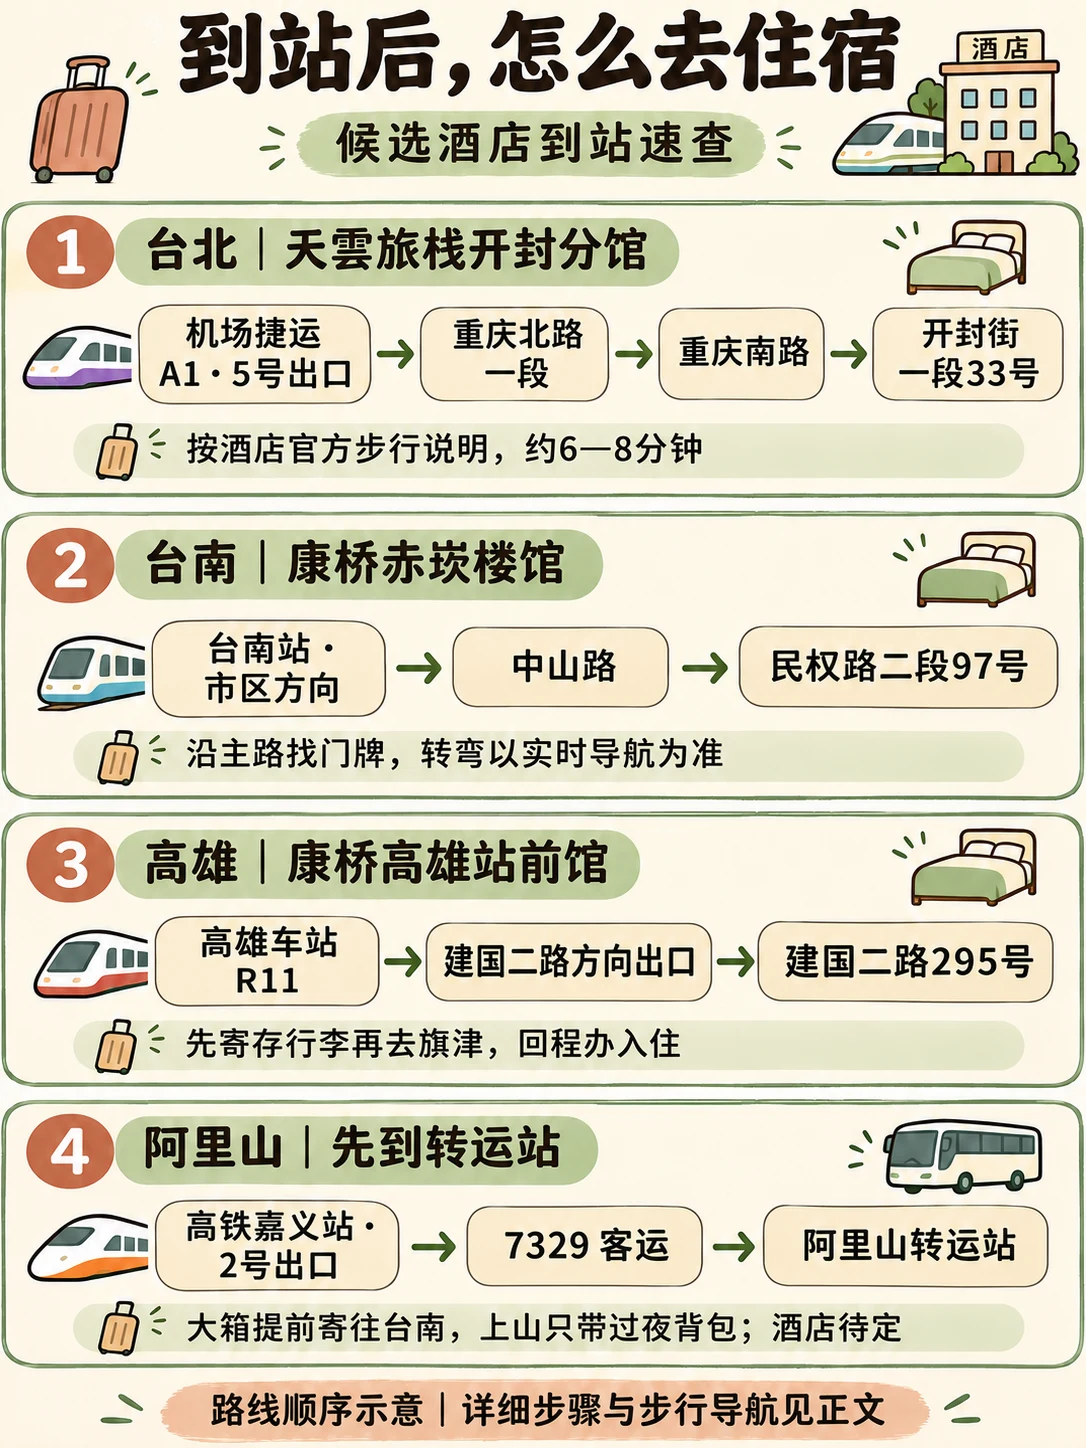 到站后，怎么去住宿
酒店
候选酒店到站速查
1 台北｜天雲旅栈开封分馆
机场捷运
A1·5号出口
重庆北路
一段
重庆南路
开封街
一段33号
按酒店官方步行说明，约6—8分钟
2 台南｜康桥赤崁楼馆
台南站·
市区方向
中山路
民权路二段97号
沿主路找门牌，转弯以实时导航为准
3 高雄｜康桥高雄站前馆
高雄车站
R11
建国二路方向出口
建国二路295号
先寄存行李再去旗津，回程办入住
4 阿里山｜先到转运站
高铁嘉义站·
2号出口
7329 客运
阿里山转运站
大箱提前寄往台南，上山只带过夜背包；酒店待定
路线顺序示意｜详细步骤与步行导航见正文